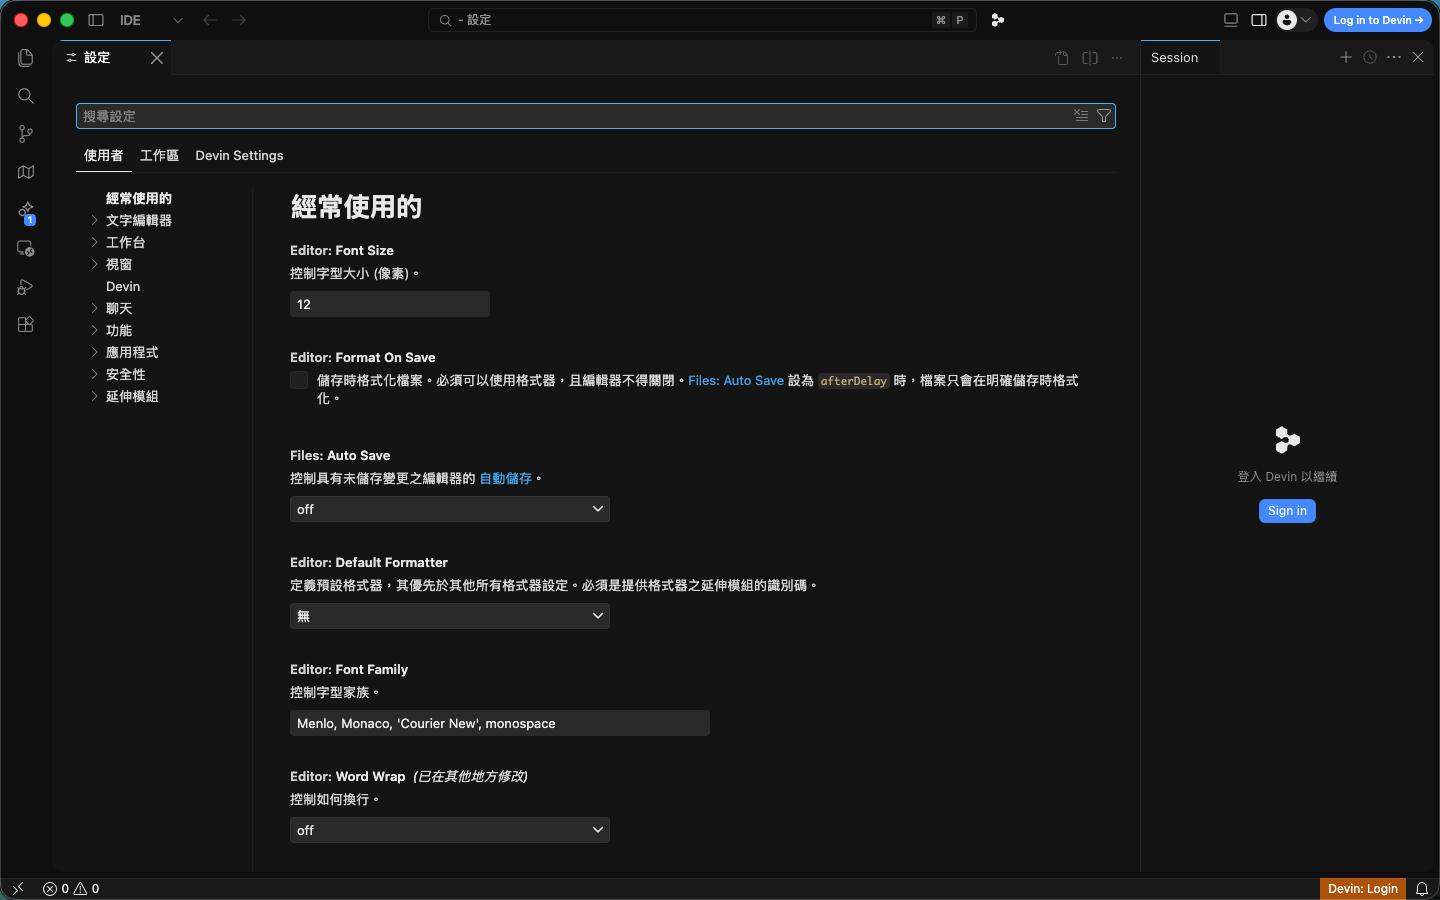 IDE
- 設定
⌘ P
Log in to Devin →
設定
Session
搜尋設定
使用者 工作區 Devin Settings
經常使用的
文字編輯器
工作台
視窗
Devin
聊天
功能
應用程式
安全性
延伸模組
1
經常使用的
Editor: Font Size
控制字型大小 (像素)。
12
Editor: Format On Save
儲存時格式化檔案。必須可以使用格式器，且編輯器不得關閉。Files: Auto Save 設為 afterDelay 時，檔案只會在明確儲存時格式
化。
Files: Auto Save
控制具有未儲存變更之編輯器的 自動儲存。
off
Editor: Default Formatter
定義預設格式器，其優先於其他所有格式器設定。必須是提供格式器之延伸模組的識別碼。
無
Editor: Font Family
控制字型家族。
Menlo, Monaco, 'Courier New', monospace
Editor: Word Wrap (已在其他地方修改)
控制如何換行。
off
登入 Devin 以繼續
Sign in
0 0
Devin: Login